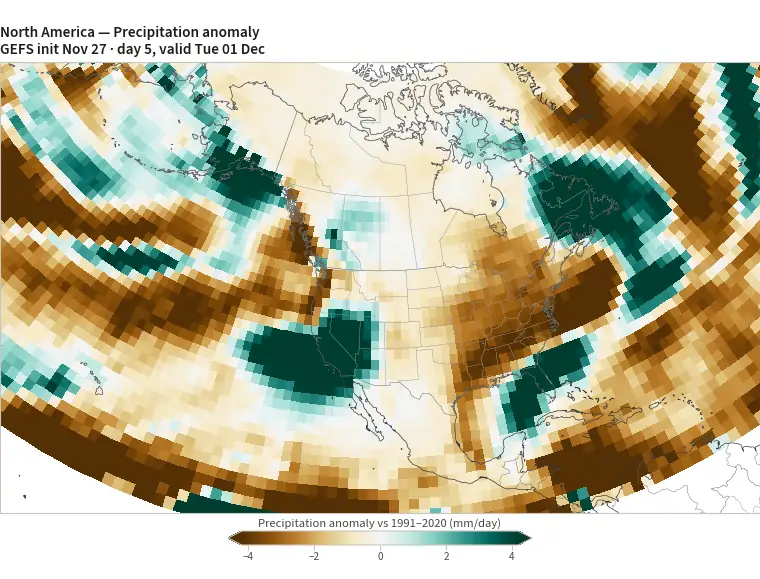 North America — Precipitation anomaly
GEFS init Nov 27 · day 5, valid Tue 01 Dec
Precipitation anomaly vs 1991–2020 (mm/day)
−4 −2 0 2 4